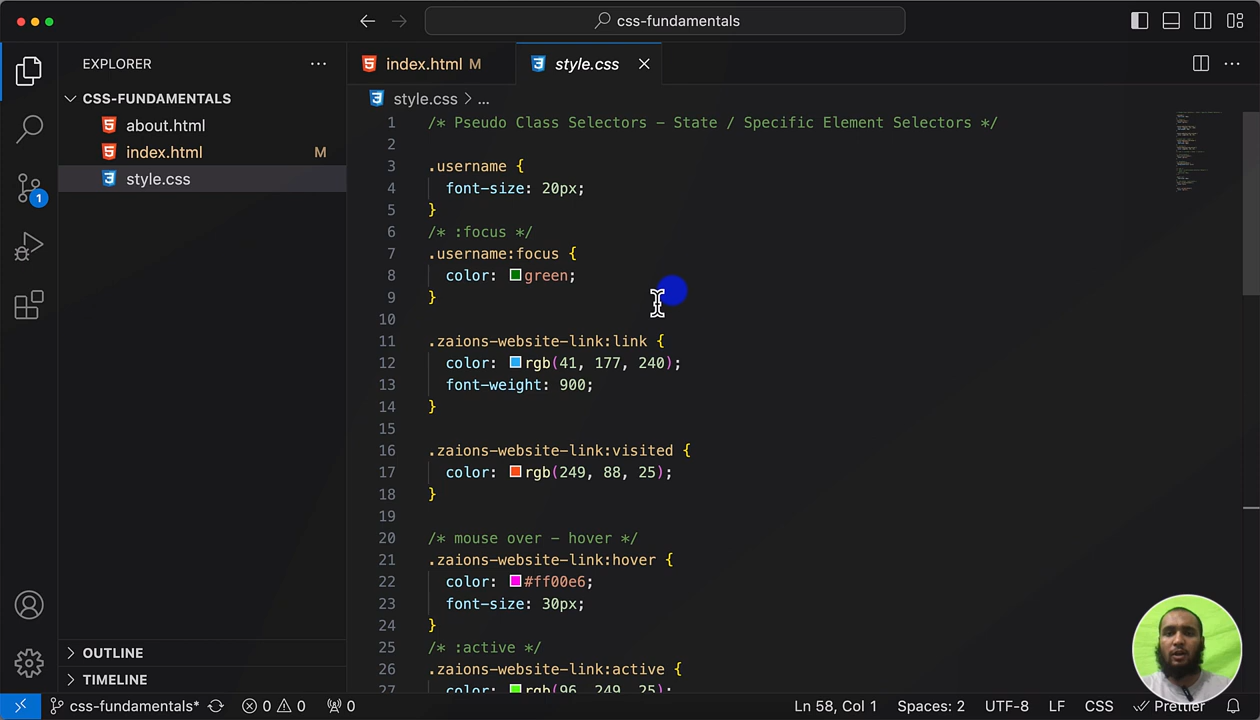 css-fundamentals
EXPLORER
CSS-FUNDAMENTALS
about.html
index.html M
style.css
1
OUTLINE
TIMELINE
index.html M
style.css
style.css > ...
1 /* Pseudo Class Selectors – State / Specific Element Selectors */
2
3 .username {
4 font-size: 20px;
5 }
6 /* :focus */
7 .username:focus {
8 color: green;
9 }
10
11 .zaions-website-link:link {
12 color: rgb(41, 177, 240);
13 font-weight: 900;
14 }
15
16 .zaions-website-link:visited {
17 color: rgb(249, 88, 25);
18 }
19
20 /* mouse over – hover */
21 .zaions-website-link:hover {
22 color: #ff00e6;
23 font-size: 30px;
24 }
25 /* :active */
26 .zaions-website-link:active {
27 color: rgb(96, 249, 25);
css-fundamentals* 0 0 0 Ln 58, Col 1 Spaces: 2 UTF-8 LF CSS Prettier